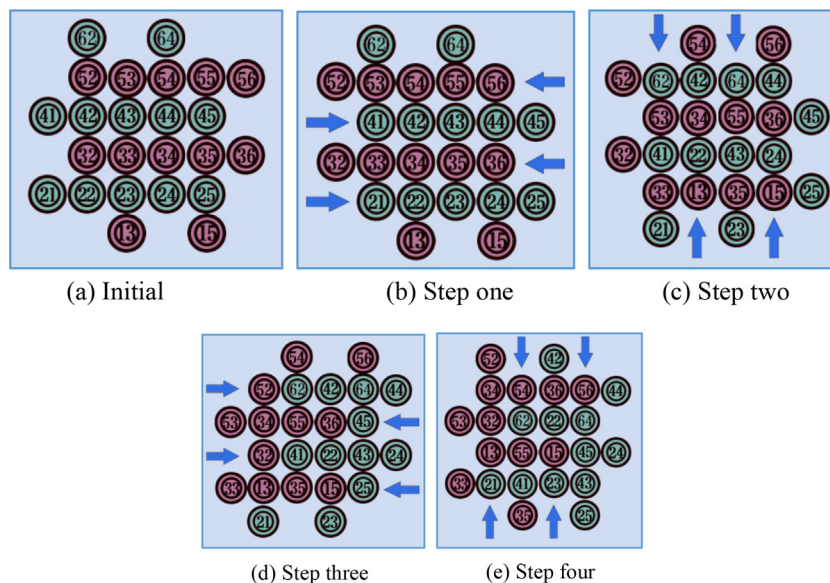 62 64
52 53 54 55 56
41 42 43 44 45
32 33 34 35 36
21 22 23 24 25
13 15
(a) Initial
62 64
52 53 54 55 56
41 42 43 44 45
32 33 34 35 36
21 22 23 24 25
13 15
(b) Step one
54 56
52 62 42 64 44
53 34 55 36 45
32 41 22 43 24
33 13 35 15 25
21 23
(c) Step two
54 56
52 62 42 64 44
53 34 55 36 45
32 41 22 43 24
33 13 35 15 25
21 23
(d) Step three
52 42
34 54 36 56 44
53 32 62 22 64
13 55 15 45 24
33 21 41 23 43
35 25
(e) Step four